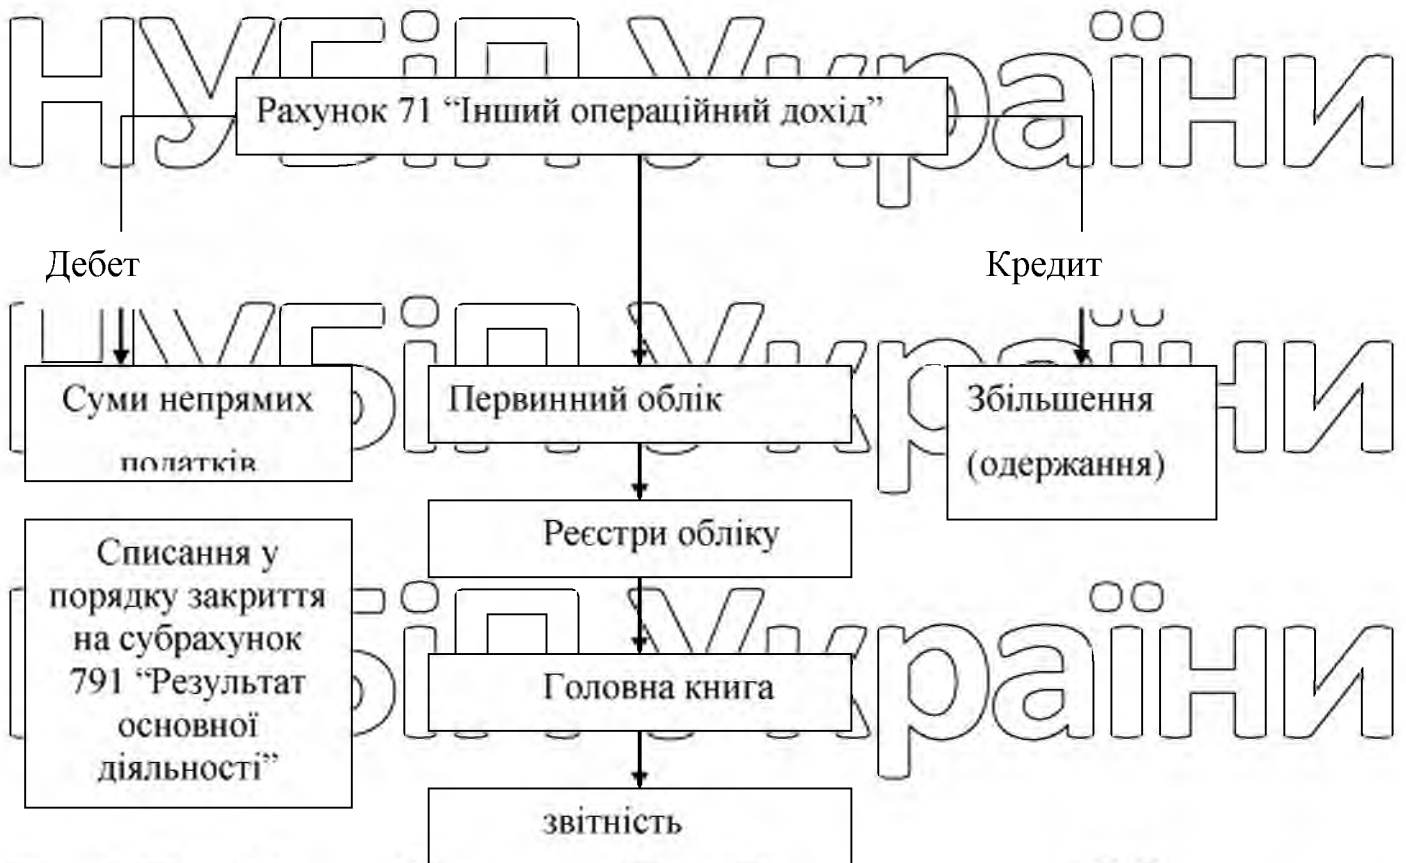 НУБіП України
Рахунок 71 “Інший операційний дохід”
Дебет
Кредит
НУБіП України
Суми непрямих
податків
Первинний облік
Збільшення
(одержання)
Реєстри обліку
Списання у
порядку закриття
на субрахунок
791 “Результат
основної
діяльності”
НУБіП України
Головна книга
звітність